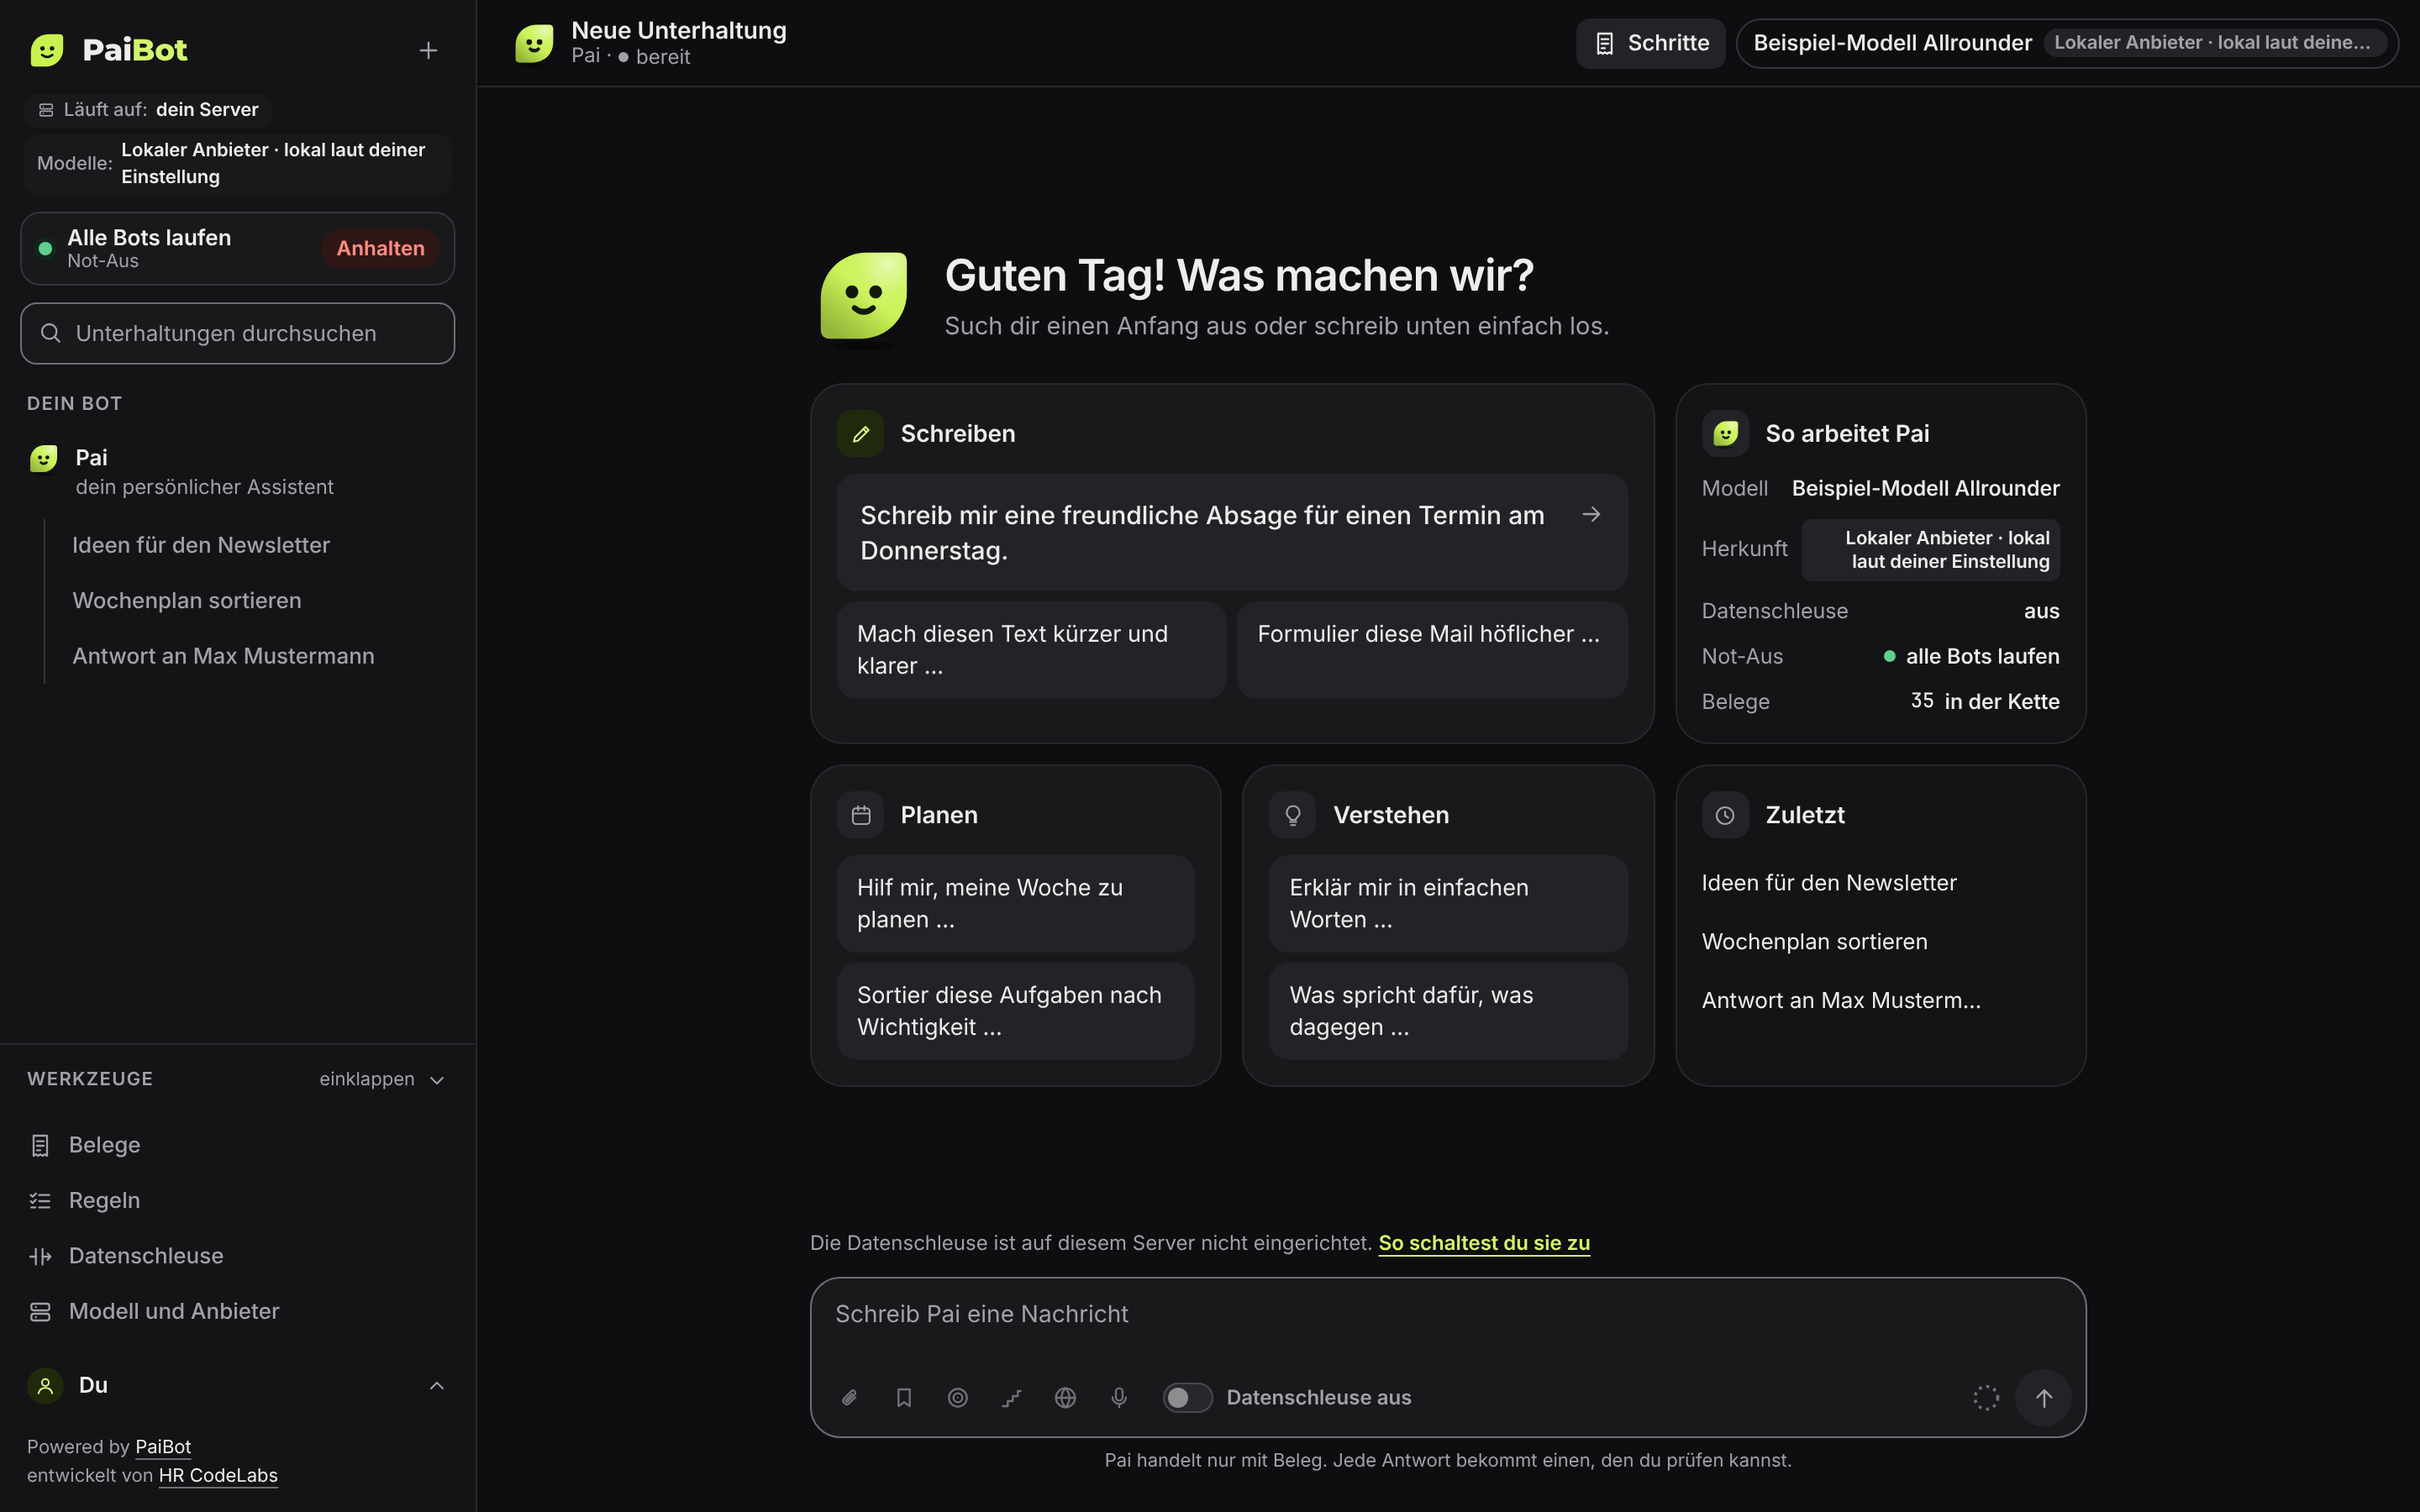 PaiBot
Läuft auf: dein Server
Modelle: Lokaler Anbieter · lokal laut deiner
Einstellung
Alle Bots laufen
Not-Aus
Anhalten
Unterhaltungen durchsuchen
DEIN BOT
Pai
dein persönlicher Assistent
Ideen für den Newsletter
Wochenplan sortieren
Antwort an Max Mustermann
WERKZEUGE
einklappen
Belege
Regeln
Datenschleuse
Modell und Anbieter
Du
Powered by PaiBot
entwickelt von HR CodeLabs
Neue Unterhaltung
Pai · bereit
Schritte
Beispiel-Modell Allrounder Lokaler Anbieter · lokal laut deine...
Guten Tag! Was machen wir?
Such dir einen Anfang aus oder schreib unten einfach los.
Schreiben
Schreib mir eine freundliche Absage für einen Termin am
Donnerstag.
Mach diesen Text kürzer und
klarer ...
Formulier diese Mail höflicher ...
So arbeitet Pai
Modell Beispiel-Modell Allrounder
Herkunft Lokaler Anbieter · lokal
laut deiner Einstellung
Datenschleuse aus
Not-Aus alle Bots laufen
Belege 35 in der Kette
Planen
Hilf mir, meine Woche zu
planen ...
Sortier diese Aufgaben nach
Wichtigkeit ...
Verstehen
Erklär mir in einfachen
Worten ...
Was spricht dafür, was
dagegen ...
Zuletzt
Ideen für den Newsletter
Wochenplan sortieren
Antwort an Max Musterm...
Die Datenschleuse ist auf diesem Server nicht eingerichtet. So schaltest du sie zu
Schreib Pai eine Nachricht
Datenschleuse aus
Pai handelt nur mit Beleg. Jede Antwort bekommt einen, den du prüfen kannst.